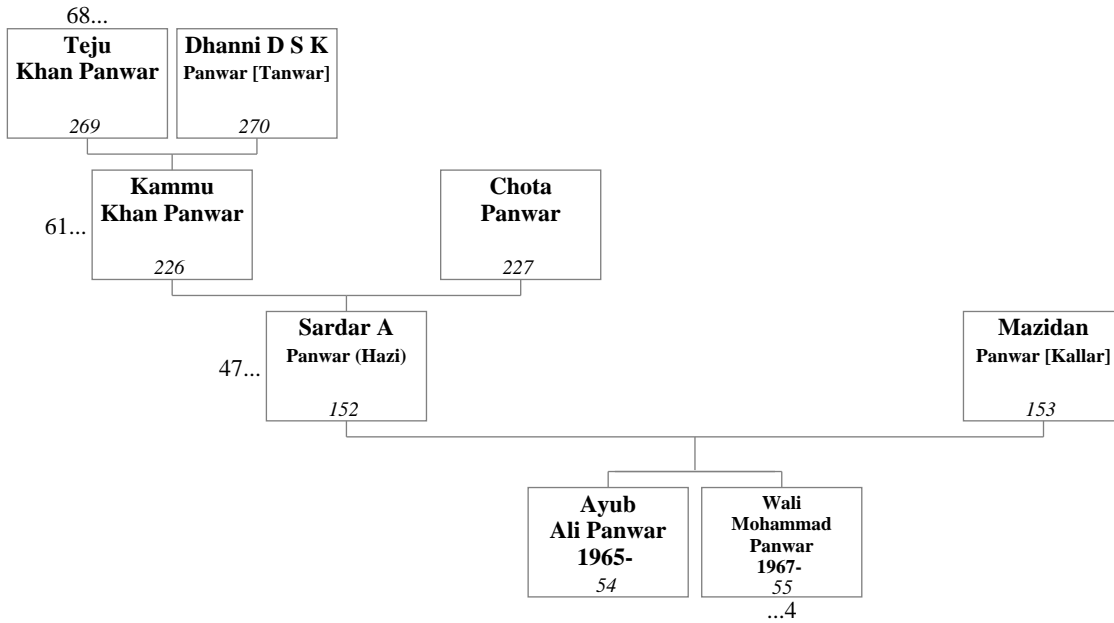 68...
Teju
Khan Panwar
269
Dhanni D S K
Panwar [Tanwar]
270
61...
Kammu
Khan Panwar
226
Chota
Panwar
227
47...
Sardar A
Panwar (Hazi)
152
Mazidan
Panwar [Kallar]
153
Ayub
Ali Panwar
1965-
54
Wali
Mohammad
Panwar
1967-
55
...4